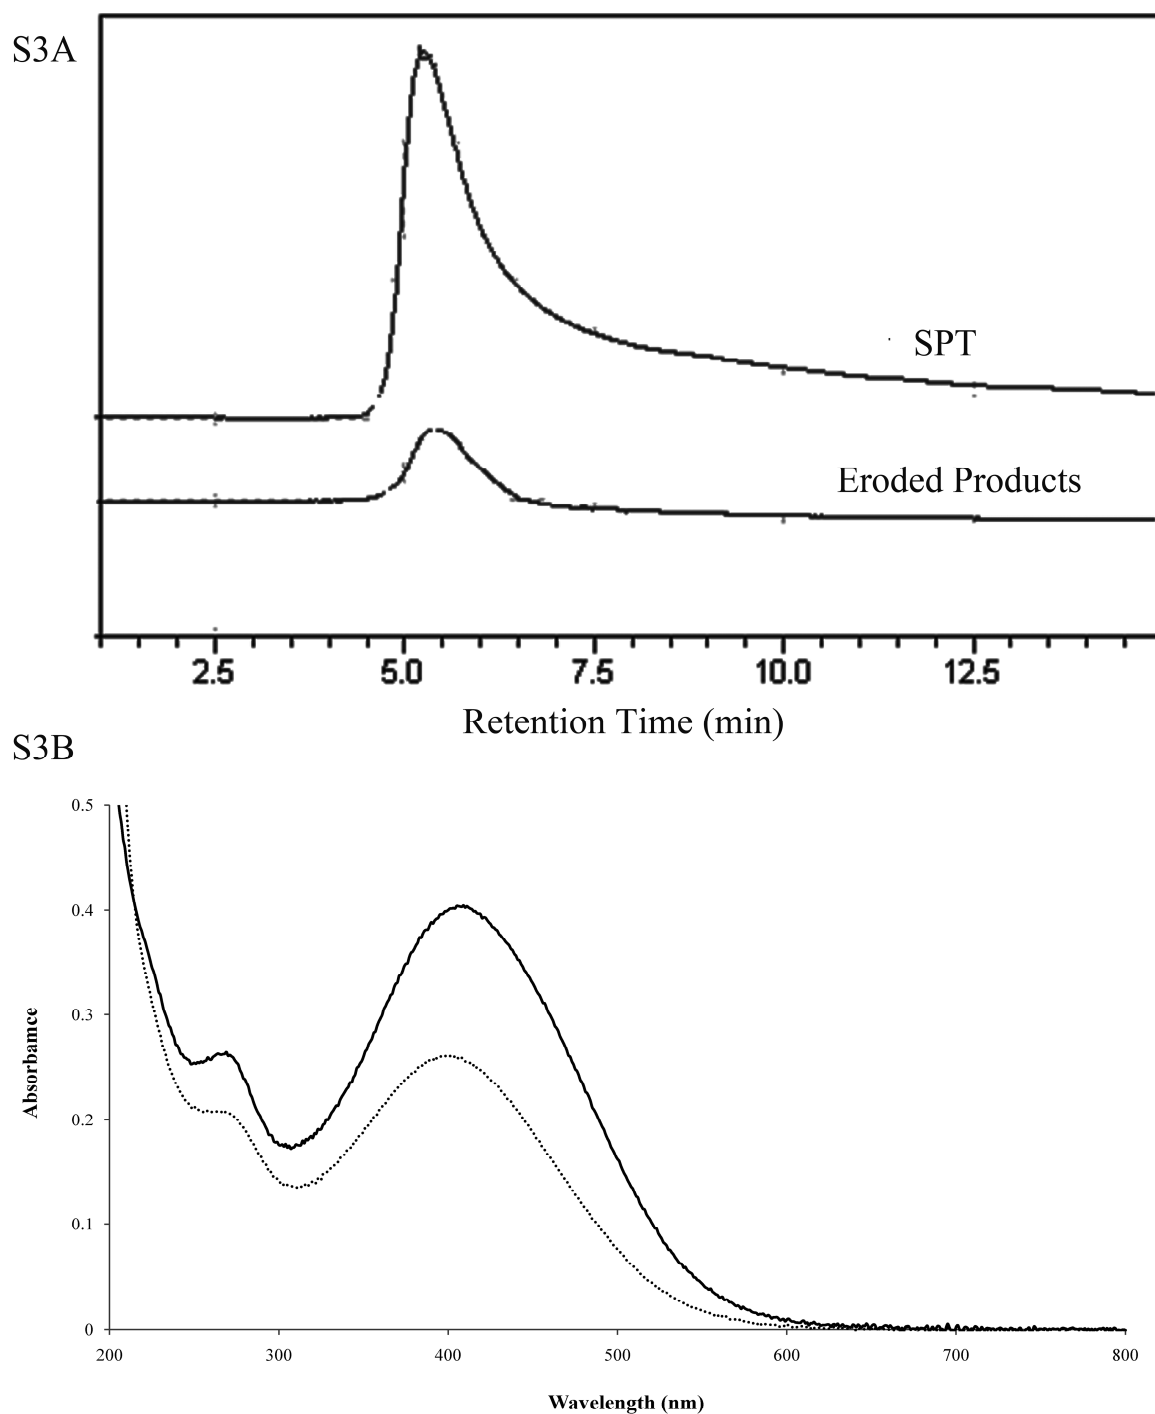 S3A
SPT
Eroded Products
2.5 5.0 7.5 10.0 12.5
Retention Time (min)
S3B
0.5
0.4
0.3
0.2
0.1
0
Absorbamce
200 300 400 500 600 700 800
Wavelength (nm)